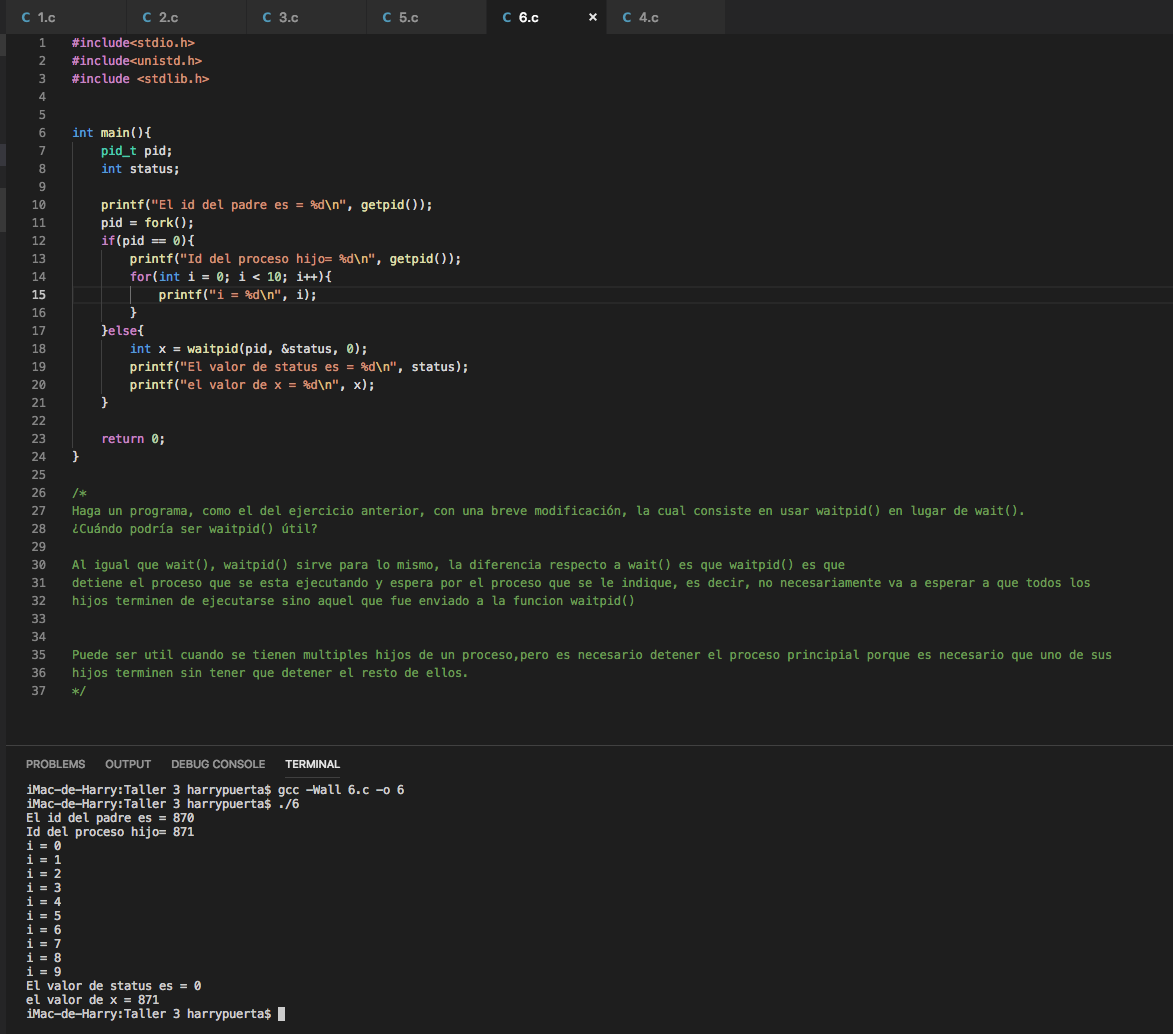 C 1.c C 2.c C 3.c C 5.c C 6.c × C 4.c
1 #include<stdio.h>
2 #include<unistd.h>
3 #include <stdlib.h>
4
5
6 int main(){
7 pid_t pid;
8 int status;
9
10 printf("El id del padre es = %d\n", getpid());
11 pid = fork();
12 if(pid == 0){
13 printf("Id del proceso hijo= %d\n", getpid());
14 for(int i = 0; i < 10; i++){
15 printf("i = %d\n", i);
16 }
17 }else{
18 int x = waitpid(pid, &status, 0);
19 printf("El valor de status es = %d\n", status);
20 printf("el valor de x = %d\n", x);
21 }
22
23 return 0;
24 }
25
26 /*
27 Haga un programa, como el del ejercicio anterior, con una breve modificación, la cual consiste en usar waitpid() en lugar de wait().
28 ¿Cuándo podría ser waitpid() útil?
29
30 Al igual que wait(), waitpid() sirve para lo mismo, la diferencia respecto a wait() es que waitpid() es que
31 detiene el proceso que se esta ejecutando y espera por el proceso que se le indique, es decir, no necesariamente va a esperar a que todos los
32 hijos terminen de ejecutarse sino aquel que fue enviado a la funcion waitpid()
33
34
35 Puede ser util cuando se tienen multiples hijos de un proceso,pero es necesario detener el proceso principial porque es necesario que uno de sus
36 hijos terminen sin tener que detener el resto de ellos.
37 */
PROBLEMS OUTPUT DEBUG CONSOLE TERMINAL
iMac-de-Harry:Taller 3 harrypuerta$ gcc -Wall 6.c -o 6
iMac-de-Harry:Taller 3 harrypuerta$ ./6
El id del padre es = 870
Id del proceso hijo= 871
i = 0
i = 1
i = 2
i = 3
i = 4
i = 5
i = 6
i = 7
i = 8
i = 9
El valor de status es = 0
el valor de x = 871
iMac-de-Harry:Taller 3 harrypuerta$